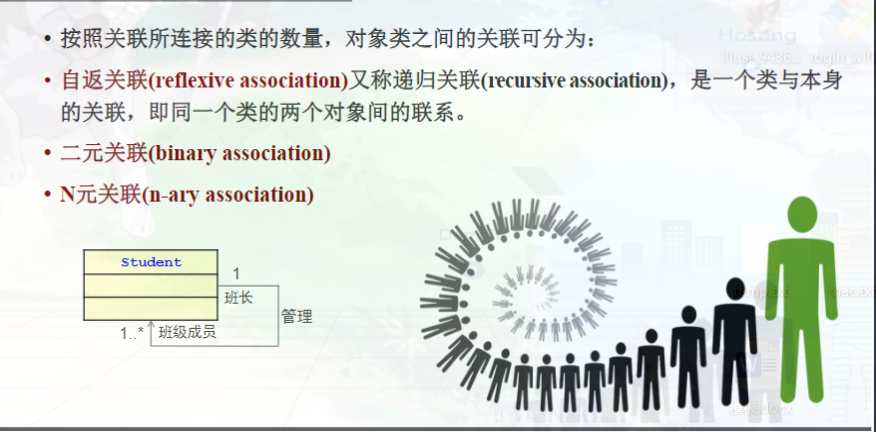 • 按照关联所连接的类的数量，对象类之间的关联可分为：
• 自返关联(reflexive association)又称递归关联(recursive association)，是一个类与本身
的关联，即同一个类的两个对象间的联系。
• 二元关联(binary association)
• N元关联(n-ary association)
Student
1
班长
管理
1..*
班级成员
Hosang
login_wifi